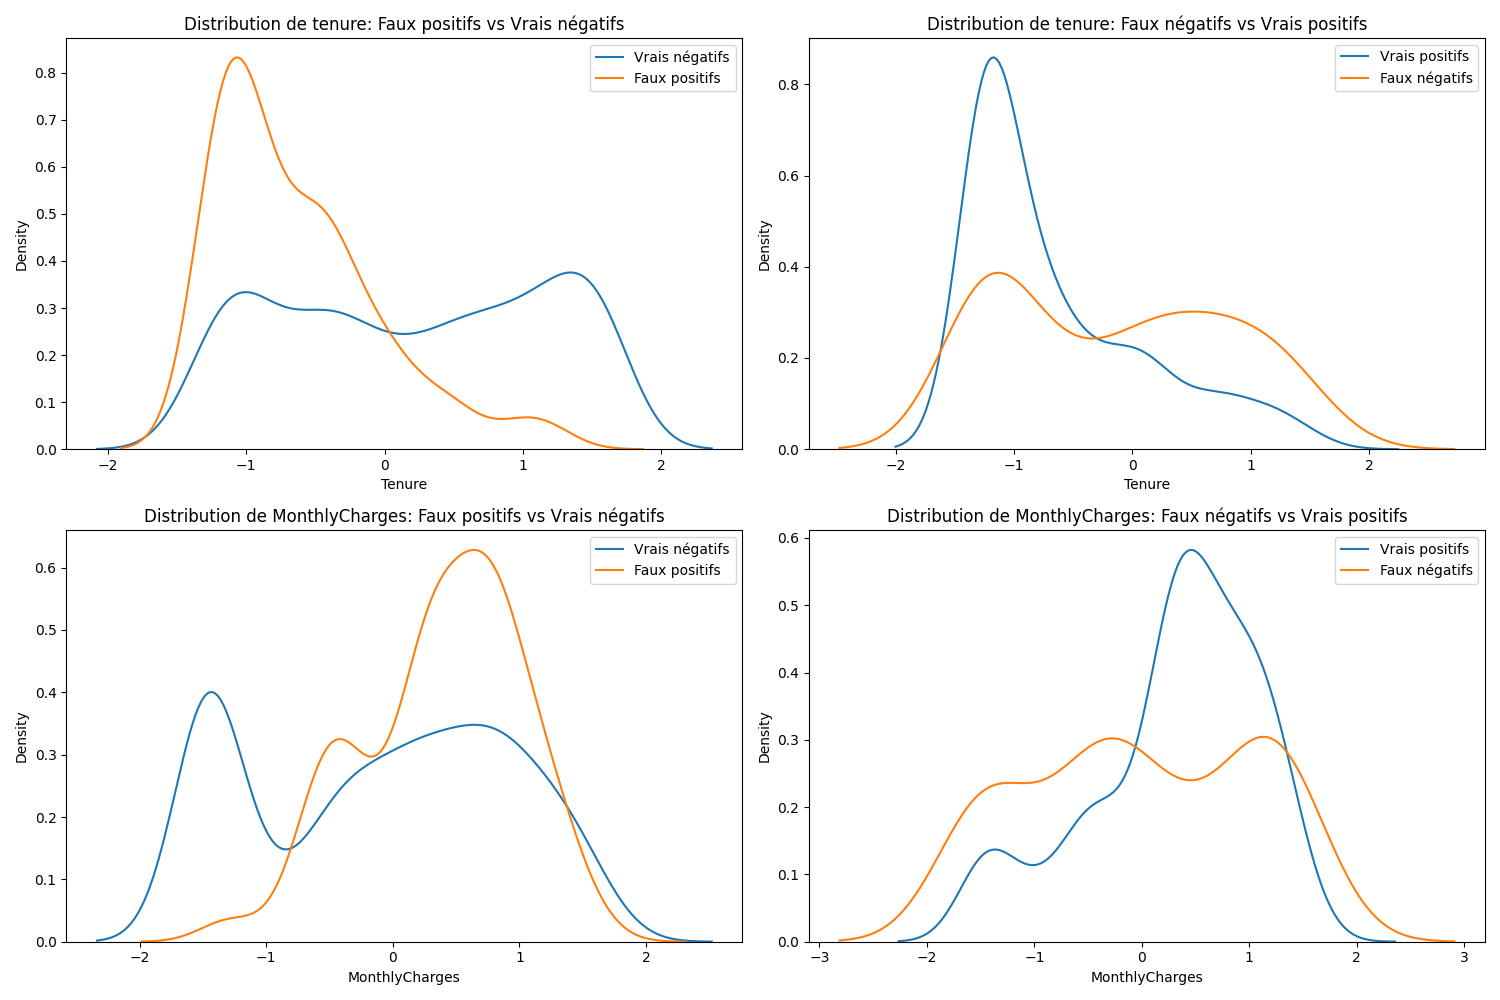 Distribution de tenure: Faux positifs vs Vrais négatifs
Vrais négatifs
Faux positifs
Density
0.8
0.7
0.6
0.5
0.4
0.3
0.2
0.1
0.0
−2
−1
0
1
2
Tenure
Distribution de tenure: Faux négatifs vs Vrais positifs
Vrais positifs
Faux négatifs
Density
0.8
0.6
0.4
0.2
0.0
−2
−1
0
1
2
Tenure
Distribution de MonthlyCharges: Faux positifs vs Vrais négatifs
Vrais négatifs
Faux positifs
Density
0.6
0.5
0.4
0.3
0.2
0.1
0.0
−2
−1
0
1
2
MonthlyCharges
Distribution de MonthlyCharges: Faux négatifs vs Vrais positifs
Vrais positifs
Faux négatifs
Density
0.6
0.5
0.4
0.3
0.2
0.1
0.0
−3
−2
−1
0
1
2
3
MonthlyCharges